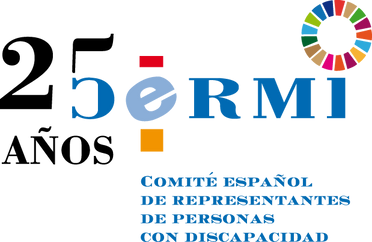 25 AÑOS
cermi
COMITÉ ESPAÑOL
DE REPRESENTANTES
DE PERSONAS
CON DISCAPACIDAD